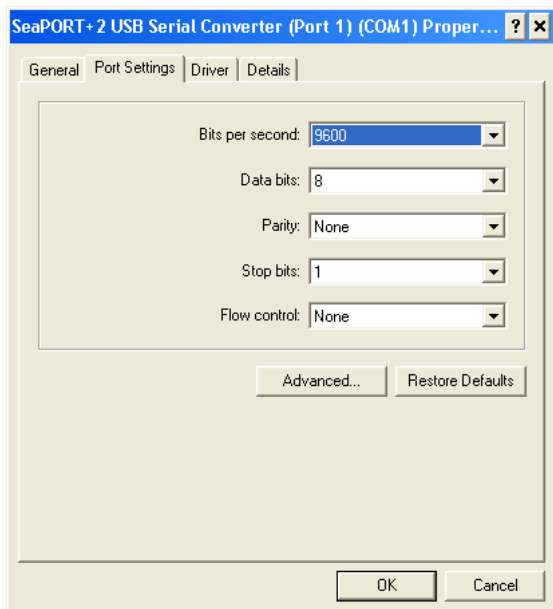 SeaPORT+2 USB Serial Converter (Port 1) (COM1) Proper... ? ×
General Port Settings Driver Details
Bits per second: 9600
Data bits: 8
Parity: None
Stop bits: 1
Flow control: None
Advanced... Restore Defaults
OK Cancel